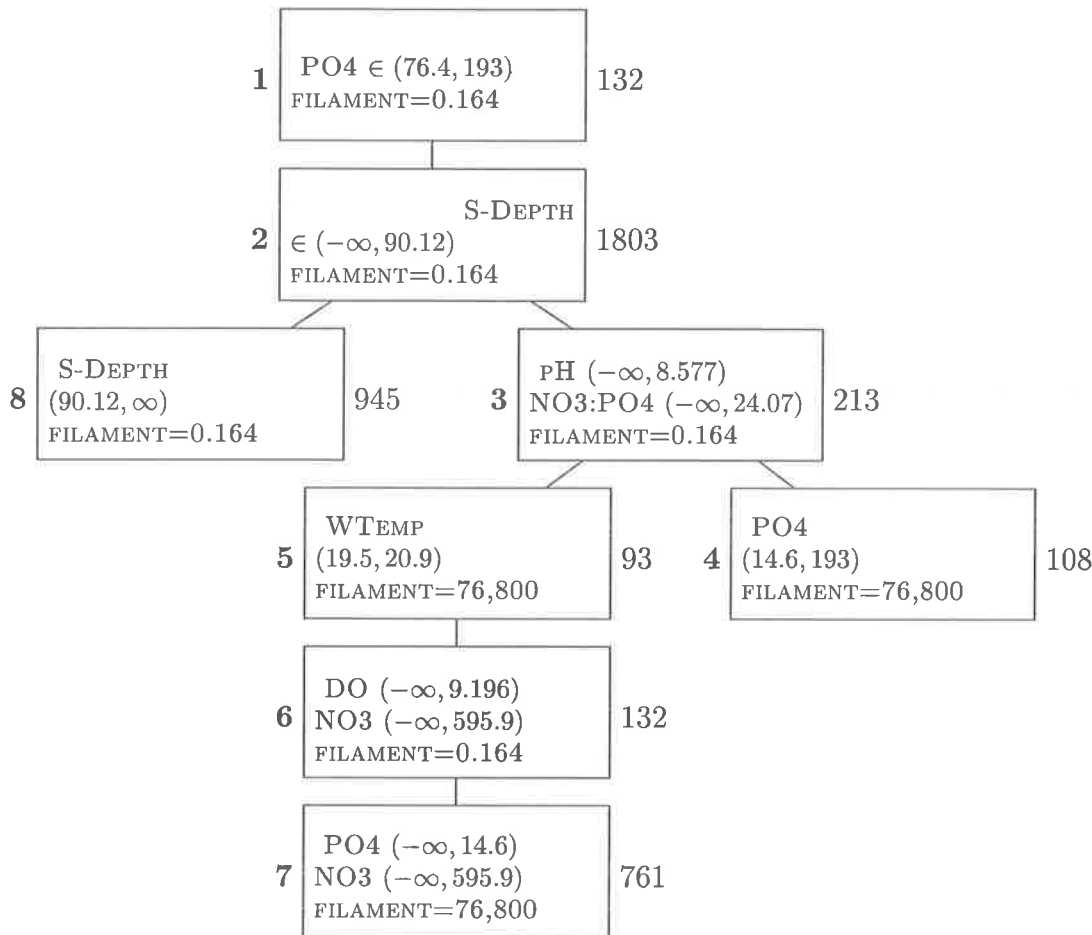 1 PO4 ∈ (76.4, 193) 132
FILAMENT=0.164
S-DEPTH
2 ∈ (−∞, 90.12) 1803
FILAMENT=0.164
S-DEPTH
8 (90.12, ∞) 945
FILAMENT=0.164
PH (−∞, 8.577)
3 NO3:PO4 (−∞, 24.07) 213
FILAMENT=0.164
WTEMP
5 (19.5, 20.9) 93
FILAMENT=76,800
PO4
4 (14.6, 193) 108
FILAMENT=76,800
DO (−∞, 9.196)
6 NO3 (−∞, 595.9) 132
FILAMENT=0.164
PO4 (−∞, 14.6)
7 NO3 (−∞, 595.9) 761
FILAMENT=76,800